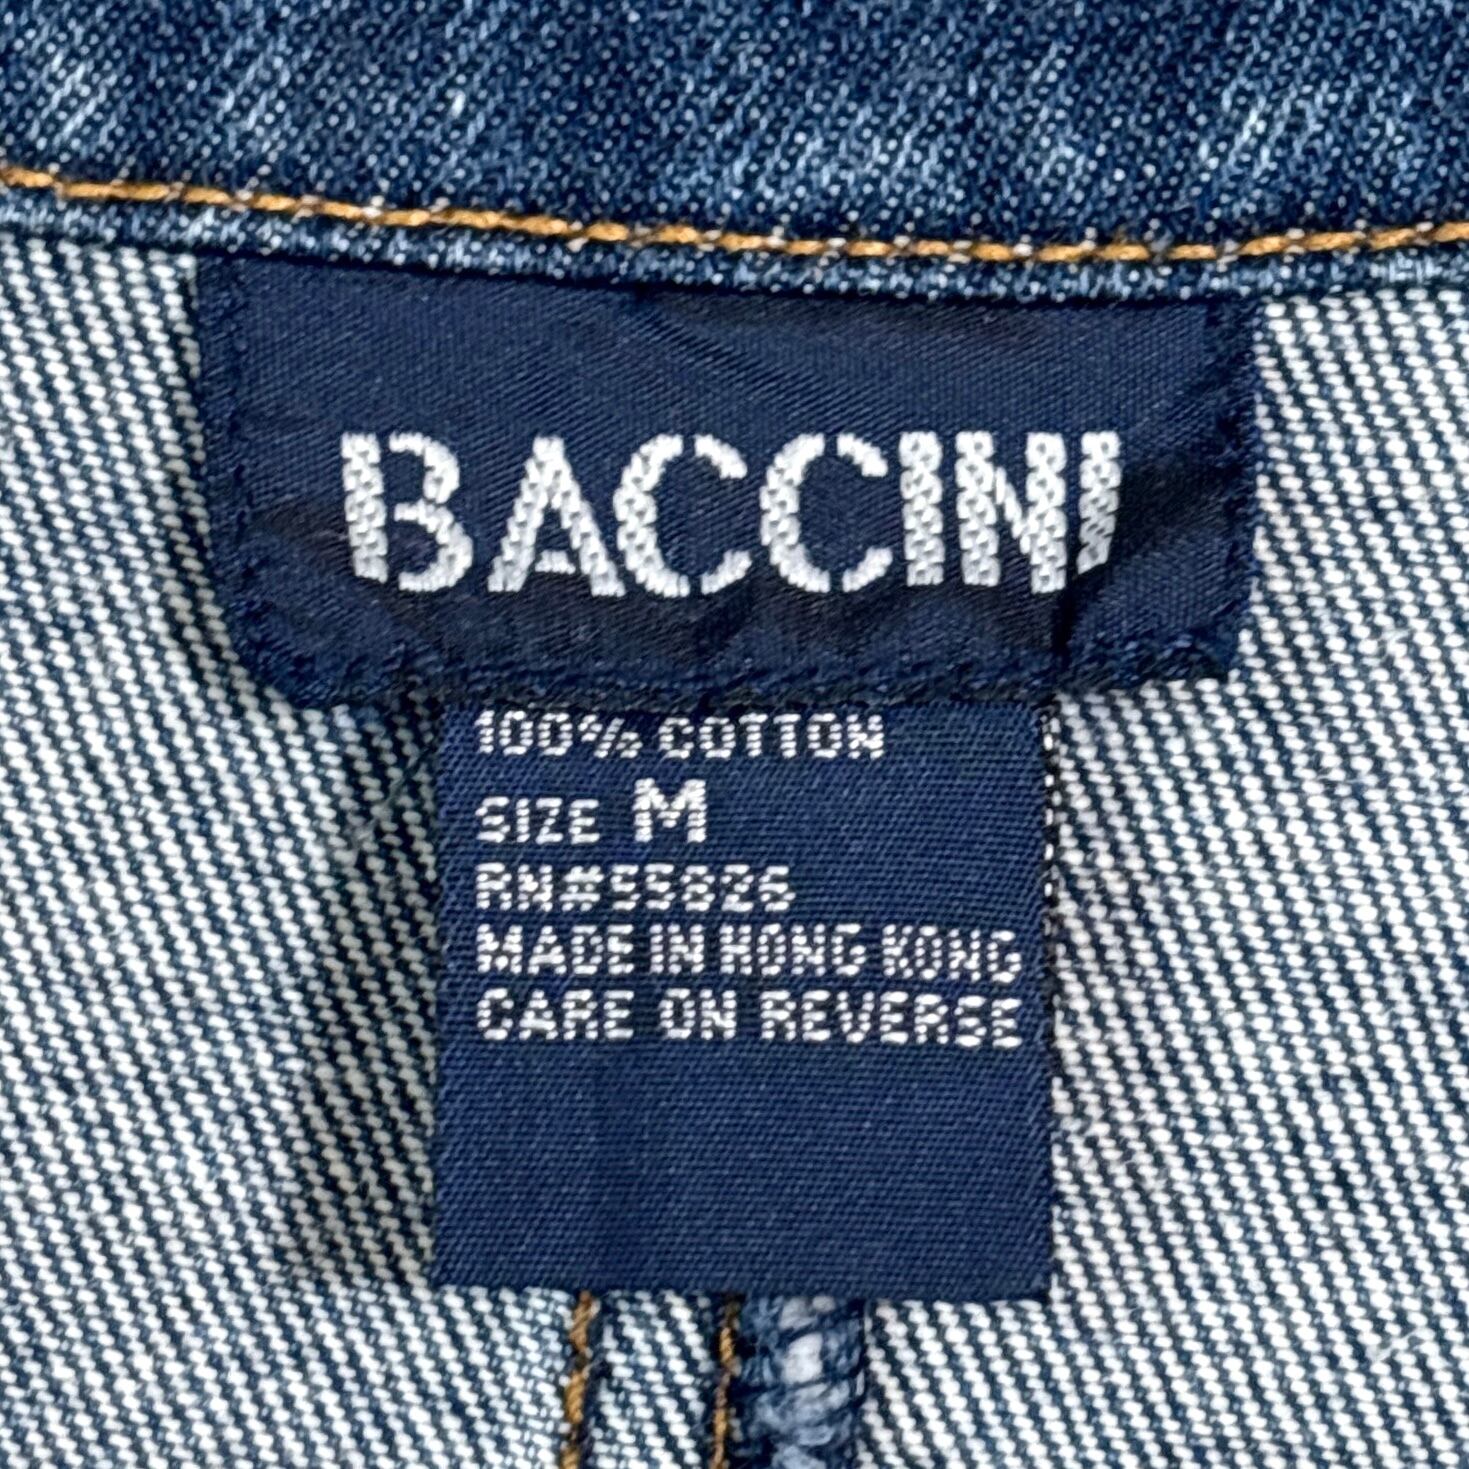 BACCINI
100% COTTON
SIZE M
RN#55826
MADE IN HONG KONG
CARE ON REVERSE